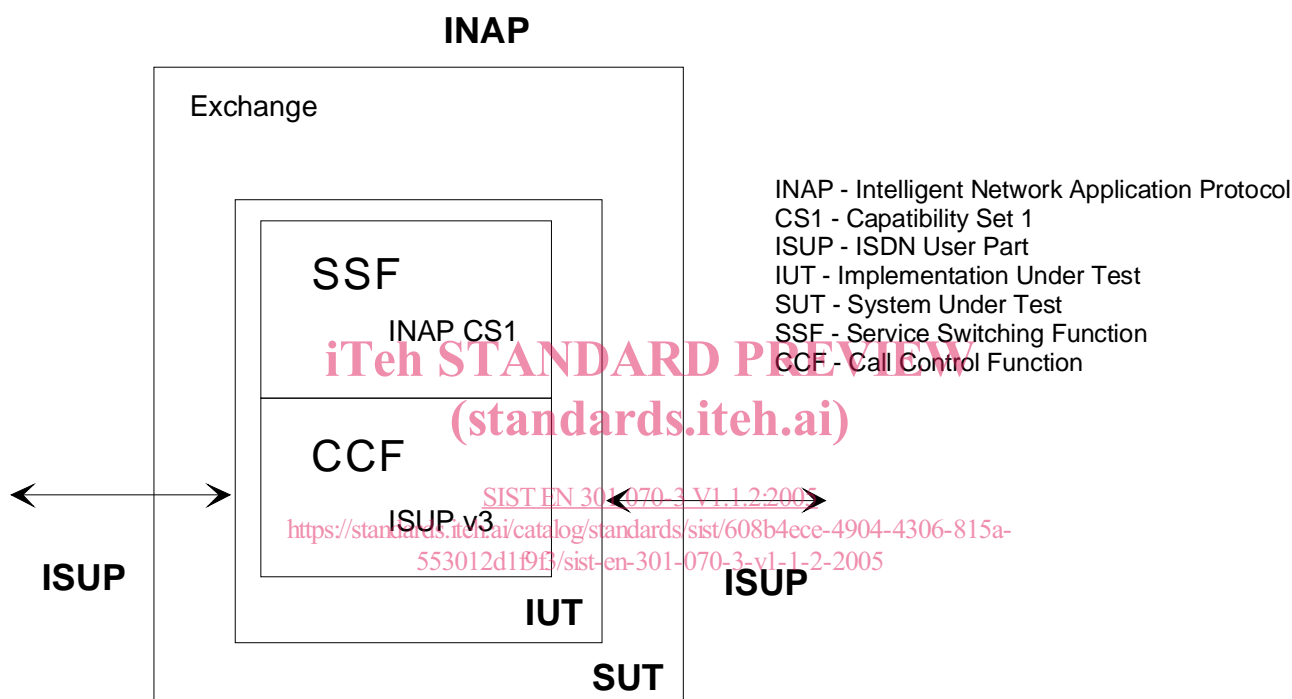 INAP
Exchange
INAP - Intelligent Network Application Protocol
CS1 - Capatibility Set 1
ISUP - ISDN User Part
IUT - Implementation Under Test
SUT - System Under Test
SSF - Service Switching Function
CCF - Call Control Function
SSF
INAP CS1
iTeh STANDARD PREVIEW
(standards.iteh.ai)
CCF
SIST EN 301 070-3 V1.1.2:2005
ISUP v3
https://standards.iteh.ai/catalog/standards/sist/608b4ece-4904-4306-815a-
553012d1f9f3/sist-en-301-070-3-v1-1-2-2005
ISUP
ISUP
IUT
SUT